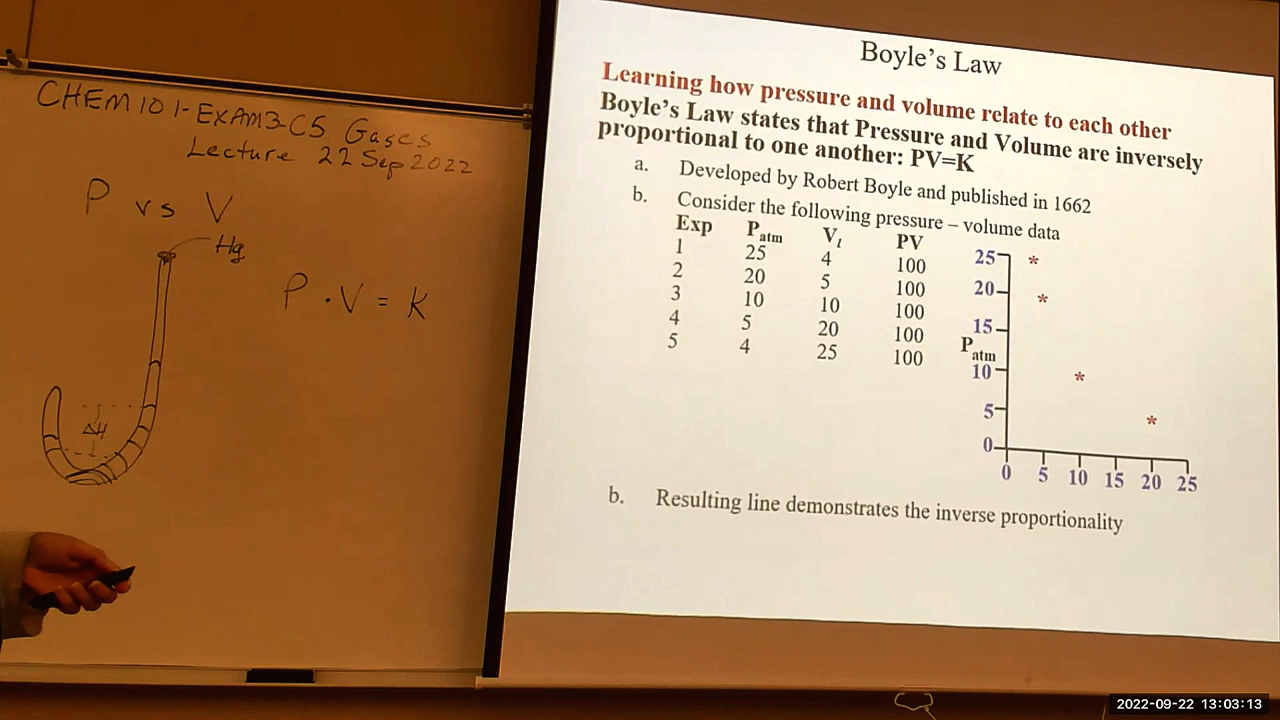 CHEM 101-EXAM3-C5 Gases
Lecture 22 Sep 2022
P vs V
Hg
P · V = K
ΔH
Boyle's Law
Learning how pressure and volume relate to each other
Boyle's Law states that Pressure and Volume are inversely
proportional to one another: PV=K
a. Developed by Robert Boyle and published in 1662
b. Consider the following pressure – volume data
Exp Patm Vl PV
1 25 4 100
2 20 5 100
3 10 10 100
4 5 20 100
5 4 25 100
25
20
15
Patm
10
5
0
0 5 10 15 20 25
b. Resulting line demonstrates the inverse proportionality
2022-09-22 13:03:13